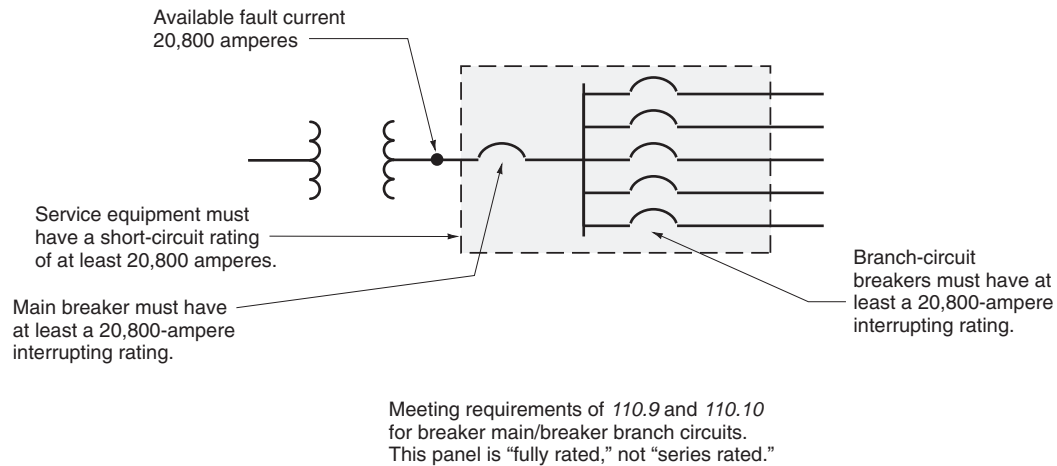 Available fault current
20,800 amperes
Service equipment must
have a short-circuit rating
of at least 20,800 amperes.
Main breaker must have
at least a 20,800-ampere
interrupting rating.
Branch-circuit
breakers must have at
least a 20,800-ampere
interrupting rating.
Meeting requirements of 110.9 and 110.10
for breaker main/breaker branch circuits.
This panel is “fully rated,” not “series rated.”